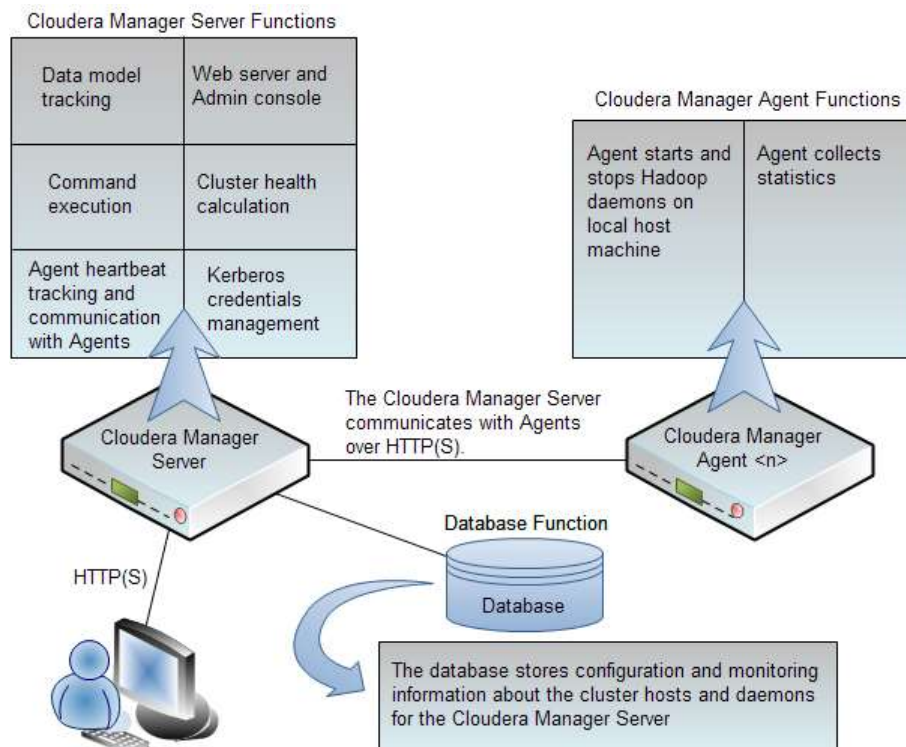 Cloudera Manager Server Functions
Data model
tracking
Web server and
Admin console
Command
execution
Cluster health
calculation
Agent heartbeat
tracking and
communication
with Agents
Kerberos
credentials
management
Cloudera Manager Agent Functions
Agent starts and
stops Hadoop
daemons on
local host
machine
Agent collects
statistics
The Cloudera Manager Server
communicates with Agents
over HTTP(S).
Cloudera Manager
Server
Cloudera Manager
Agent <n>
Database Function
HTTP(S)
Database
The database stores configuration and monitoring
information about the cluster hosts and daemons
for the Cloudera Manager Server